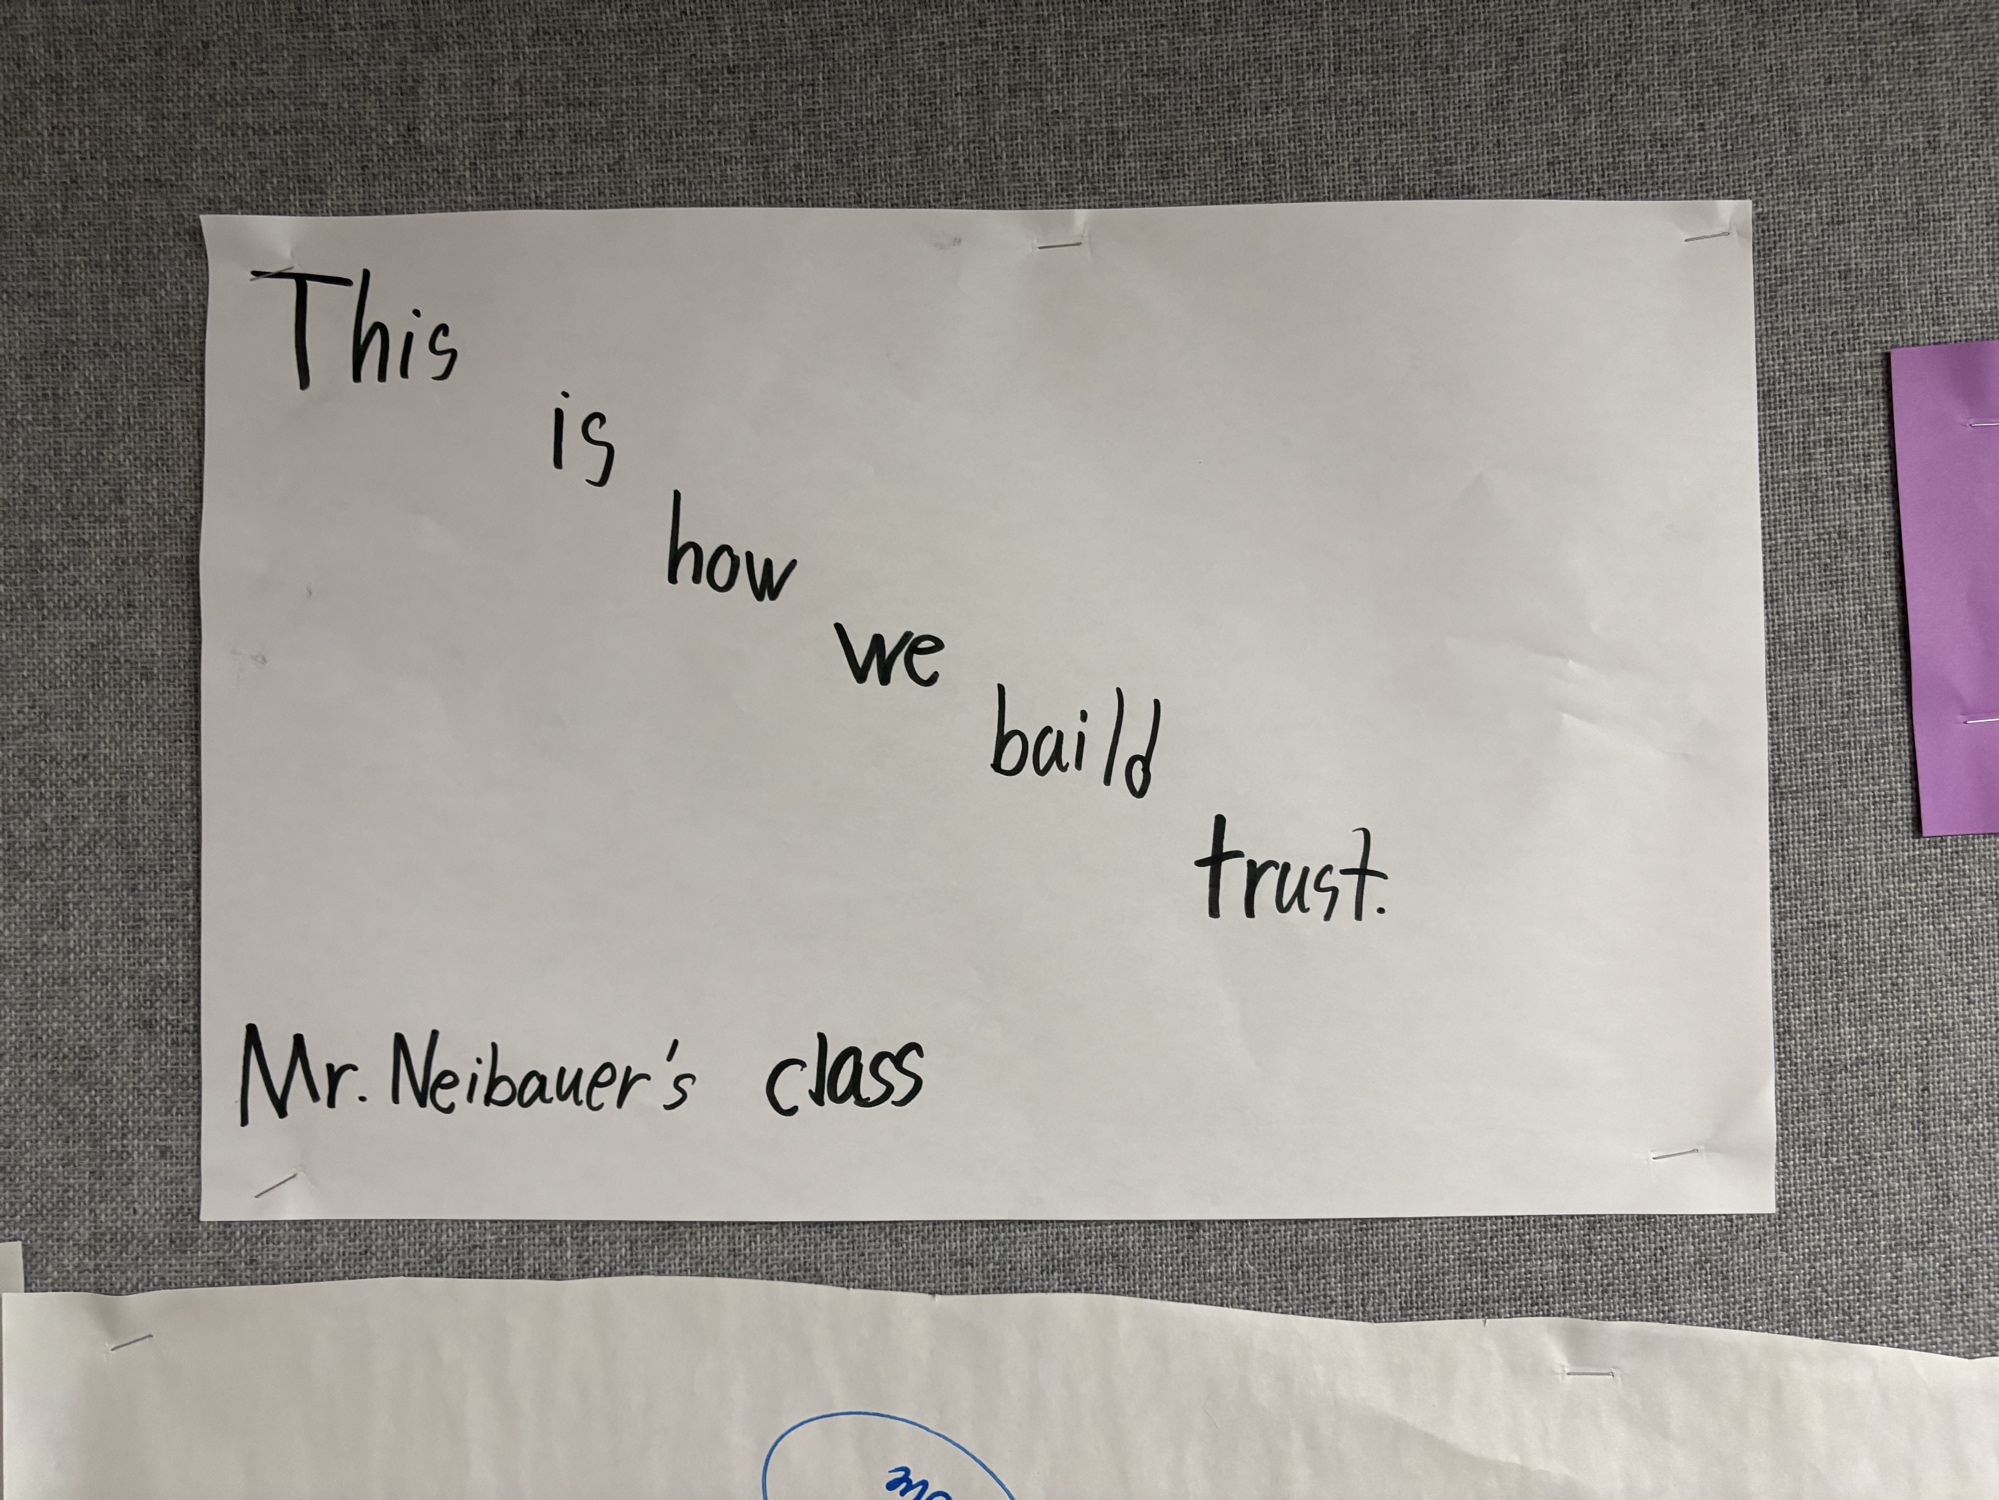 This
is
how
we
baild
trust.
Mr. Neibauer's class